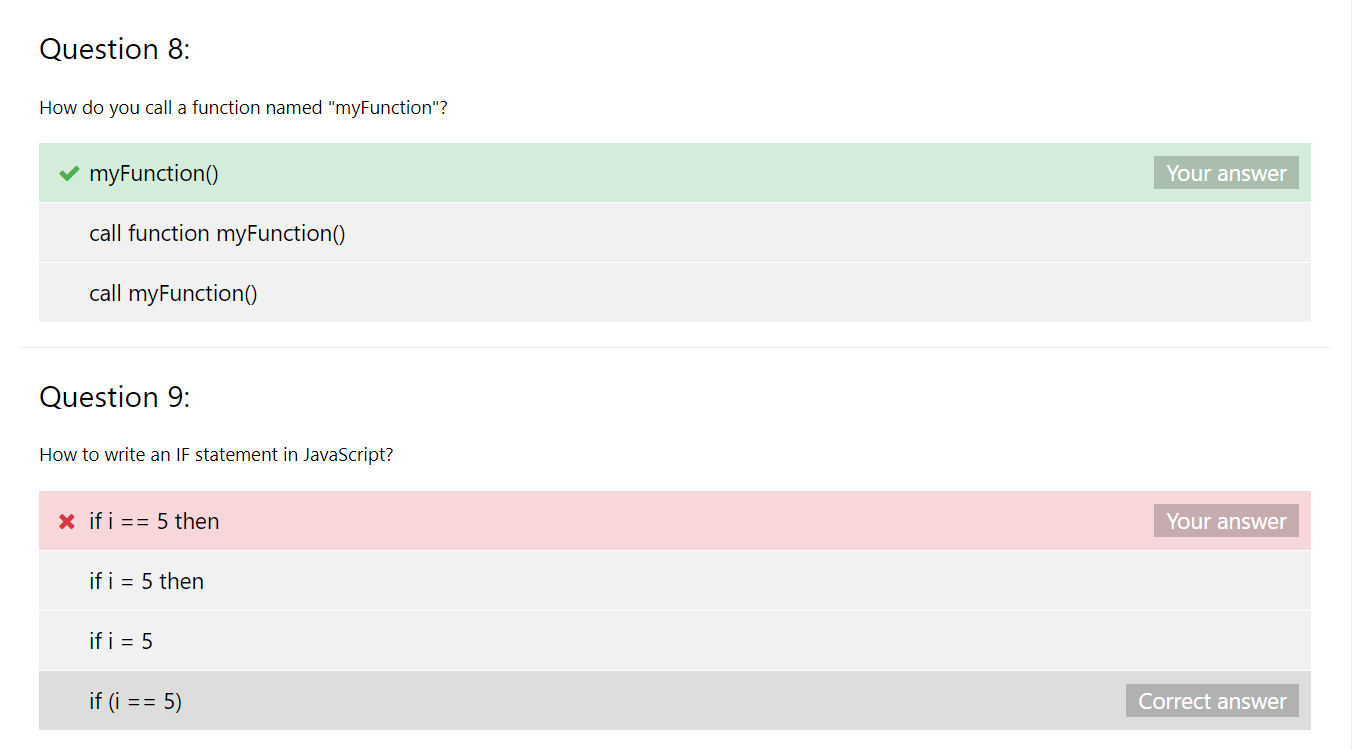 Question 8:
How do you call a function named "myFunction"?
myFunction() Your answer
call function myFunction()
call myFunction()
Question 9:
How to write an IF statement in JavaScript?
if i == 5 then Your answer
if i = 5 then
if i = 5
if (i == 5) Correct answer